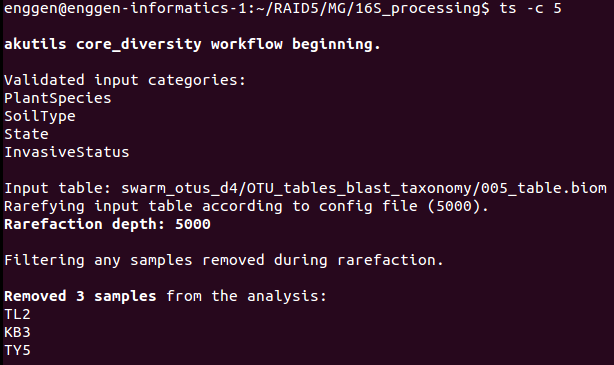 enggen@enggen-informatics-1:~/RAID5/MG/16S_processing$ ts -c 5
akutils core_diversity workflow beginning.
Validated input categories:
PlantSpecies
SoilType
State
InvasiveStatus
Input table: swarm_otus_d4/OTU_tables_blast_taxonomy/005_table.biom
Rarefying input table according to config file (5000).
Rarefaction depth: 5000
Filtering any samples removed during rarefaction.
Removed 3 samples from the analysis:
TL2
KB3
TY5